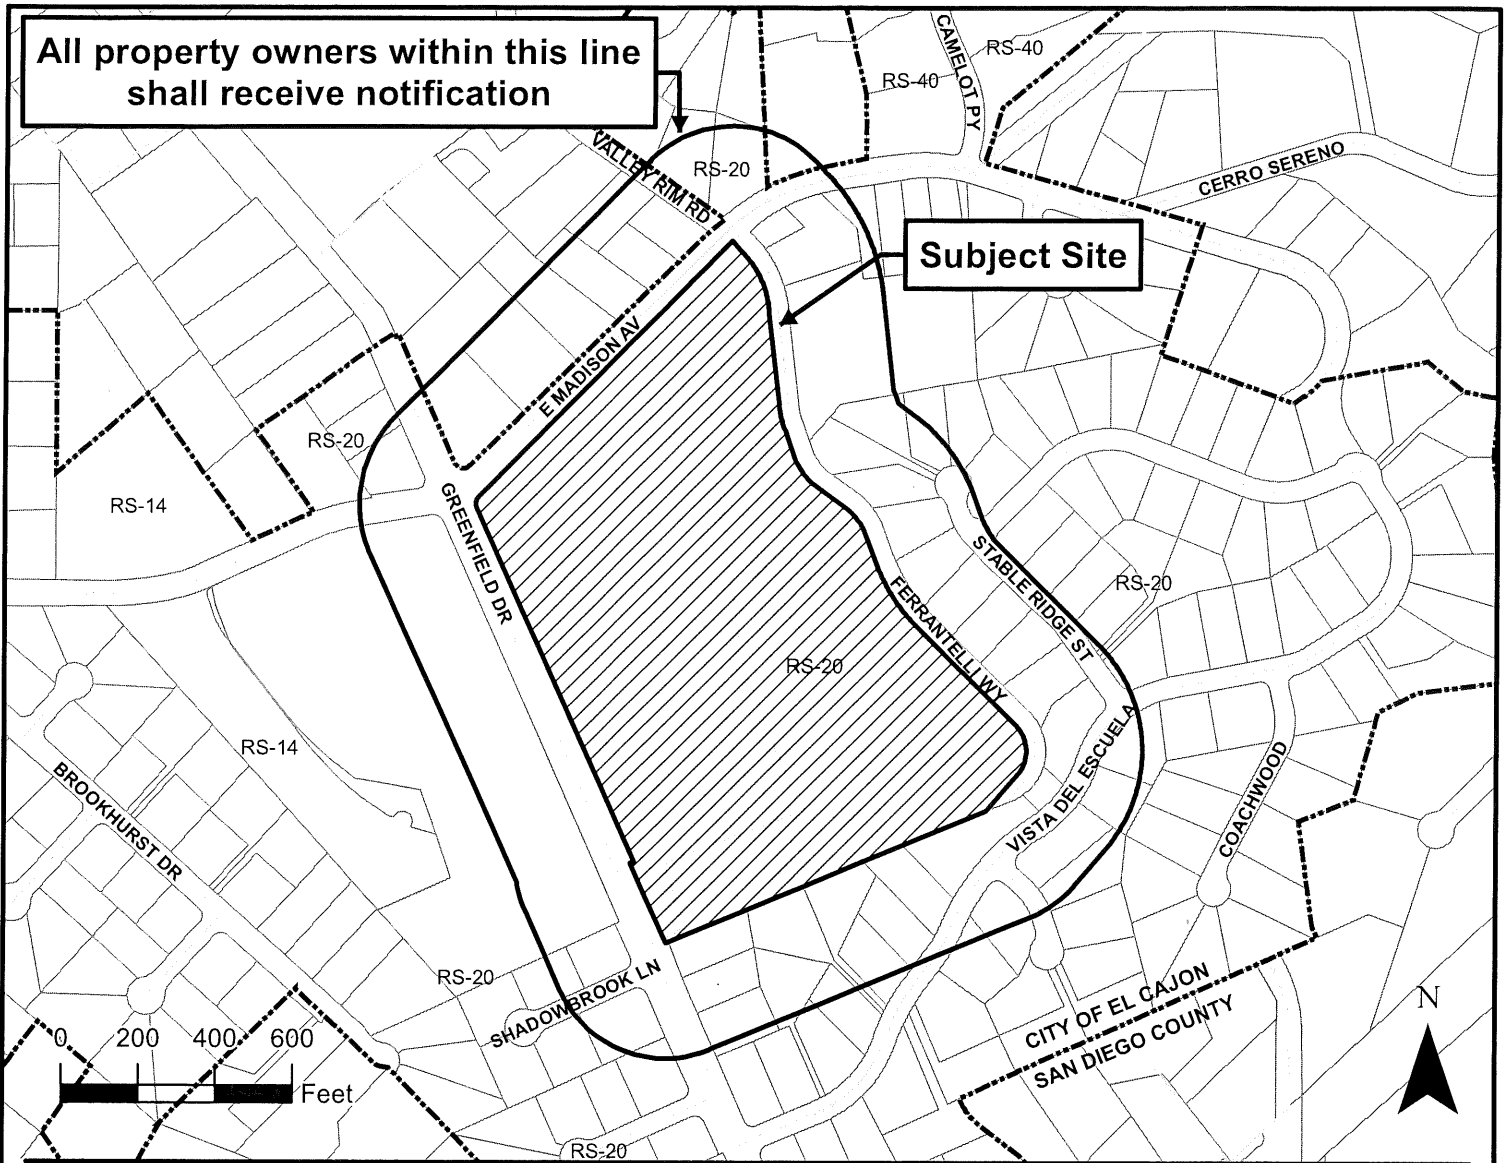 All property owners within this line
shall receive notification
CAMELOT PY
RS-40
RS-40
VALLEY RIM RD
RS-20
CERRO SERENO
Subject Site
E MADISON AV
RS-20
RS-14
GREENFIELD DR
STABLE RIDGE ST
RS-20
FERRANTELLI WY
RS-20
VISTA DEL ESCUELA
RS-14
COACHWOOD
BROOKHURST DR
RS-20
SHADOWBROOK LN
CITY OF EL CAJON
SAN DIEGO COUNTY
N
0 200 400 600
Feet
RS-20